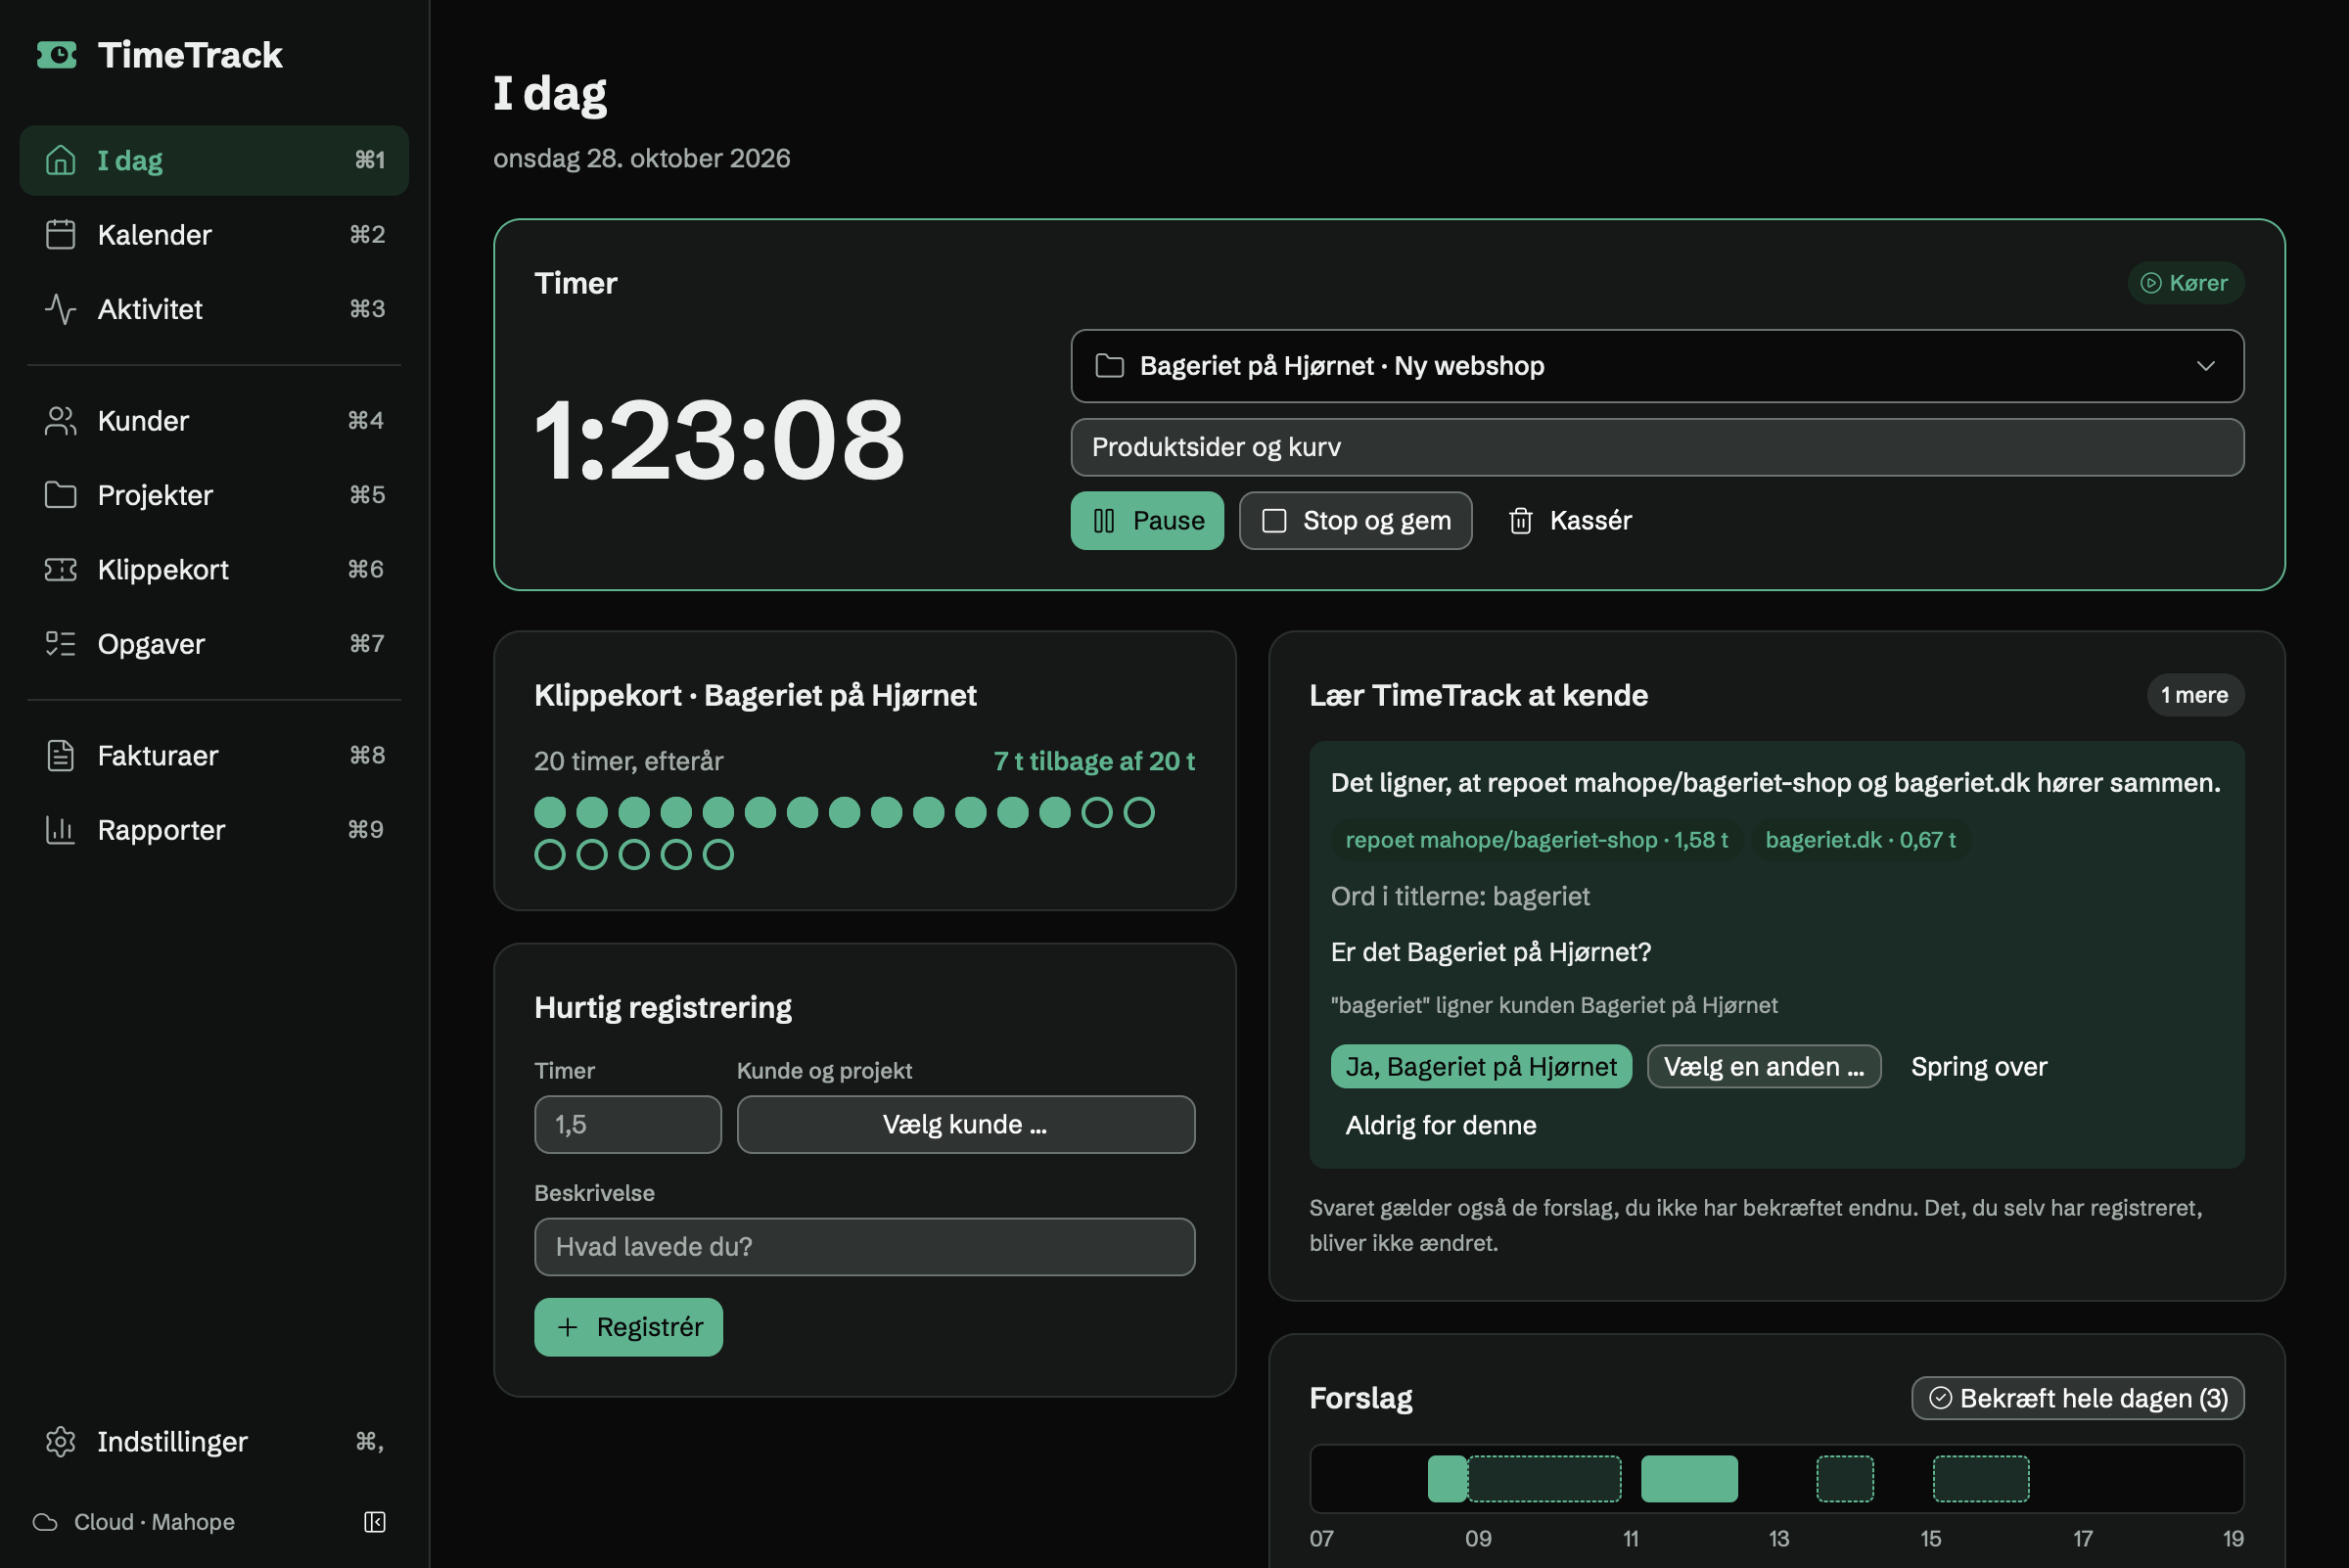 TimeTrack
I dag ⌘1
Kalender ⌘2
Aktivitet ⌘3
Kunder ⌘4
Projekter ⌘5
Klippekort ⌘6
Opgaver ⌘7
Fakturaer ⌘8
Rapporter ⌘9
Indstillinger ⌘,
Cloud · Mahope
I dag
onsdag 28. oktober 2026
Timer
Kører
1:23:08
Bageriet på Hjørnet · Ny webshop
Produktsider og kurv
Pause
Stop og gem
Kassér
Klippekort · Bageriet på Hjørnet
20 timer, efterår
7 t tilbage af 20 t
Hurtig registrering
Timer
Kunde og projekt
1,5
Vælg kunde ...
Beskrivelse
Hvad lavede du?
Registrér
Lær TimeTrack at kende
1 mere
Det ligner, at repoet mahope/bageriet-shop og bageriet.dk hører sammen.
repoet mahope/bageriet-shop · 1,58 t
bageriet.dk · 0,67 t
Ord i titlerne: bageriet
Er det Bageriet på Hjørnet?
"bageriet" ligner kunden Bageriet på Hjørnet
Ja, Bageriet på Hjørnet
Vælg en anden ...
Spring over
Aldrig for denne
Svaret gælder også de forslag, du ikke har bekræftet endnu. Det, du selv har registreret,
bliver ikke ændret.
Forslag
Bekræft hele dagen (3)
07 09 11 13 15 17 19